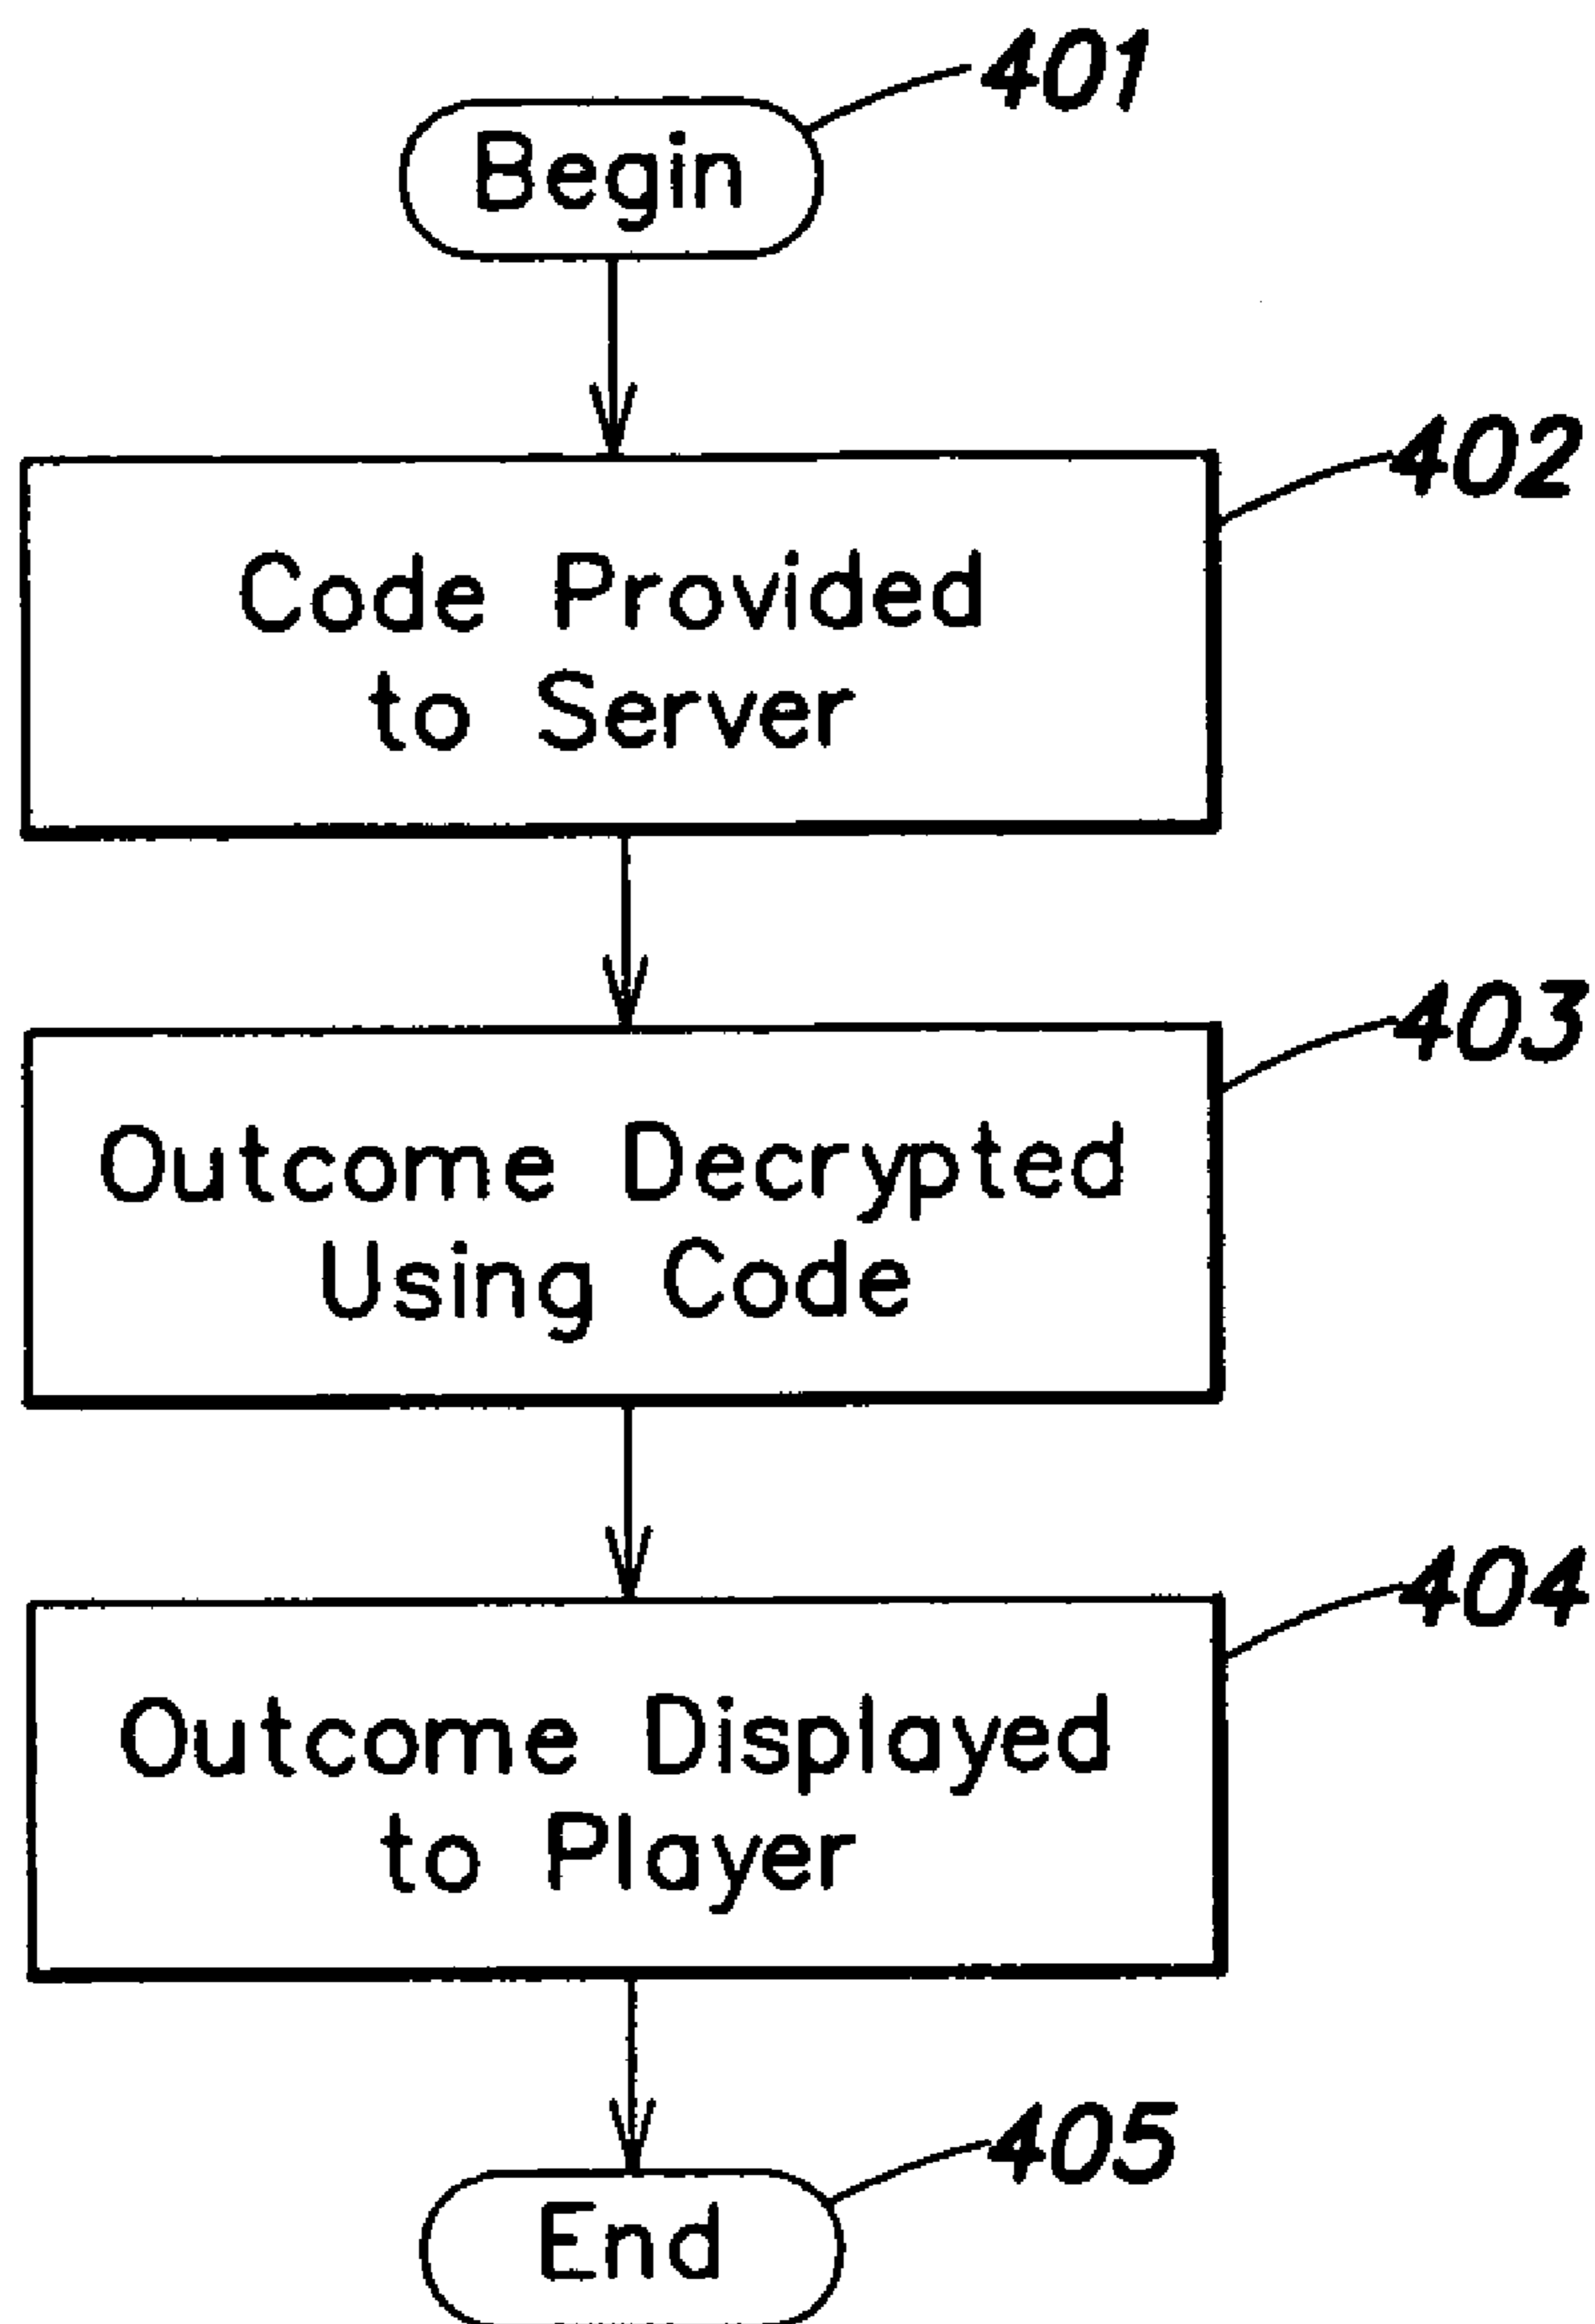 401
Begin
402
Code Provided
to Server
403
Outcome Decrypted
Using Code
404
Outcome Displayed
to Player
405
End